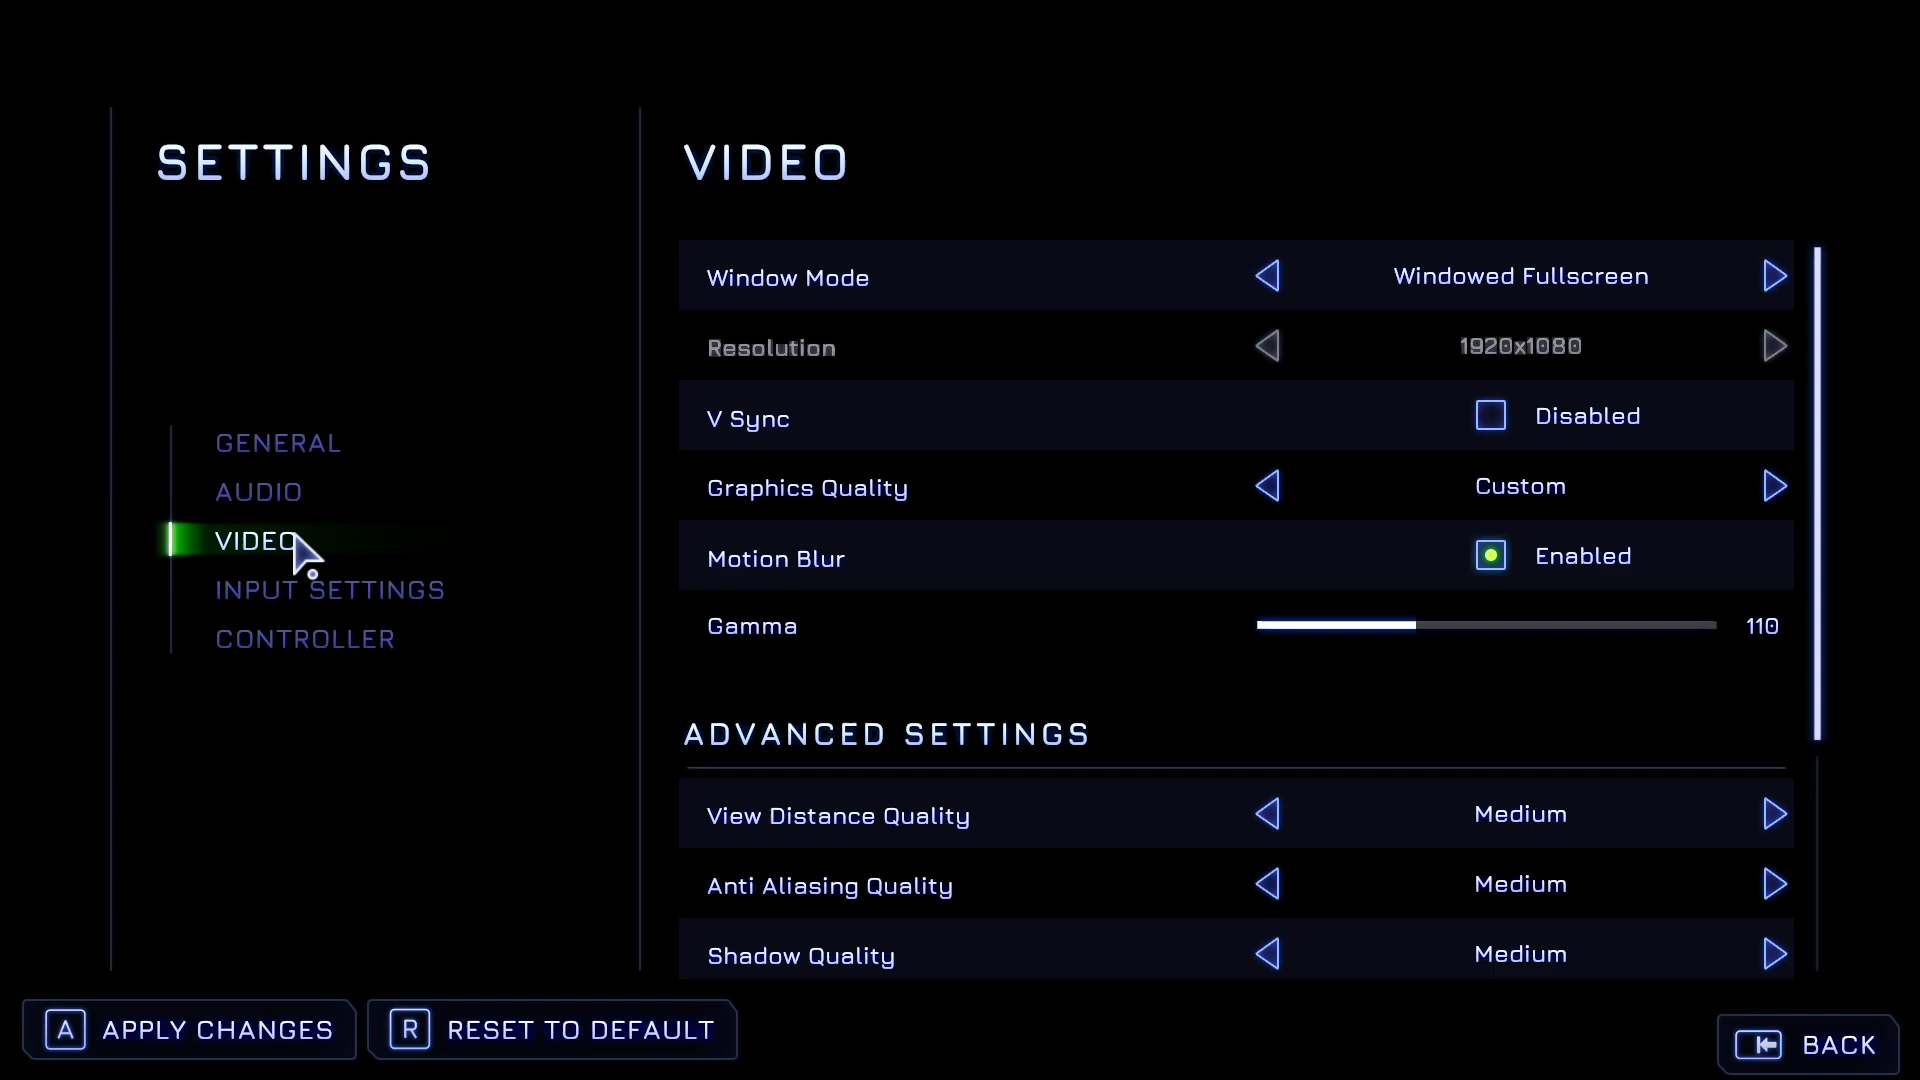 SETTINGS
GENERAL
AUDIO
VIDEO
INPUT SETTINGS
CONTROLLER
VIDEO
Window Mode Windowed Fullscreen
Resolution 1920x1080
V Sync Disabled
Graphics Quality Custom
Motion Blur Enabled
Gamma 110
ADVANCED SETTINGS
View Distance Quality Medium
Anti Aliasing Quality Medium
Shadow Quality Medium
A APPLY CHANGES R RESET TO DEFAULT BACK